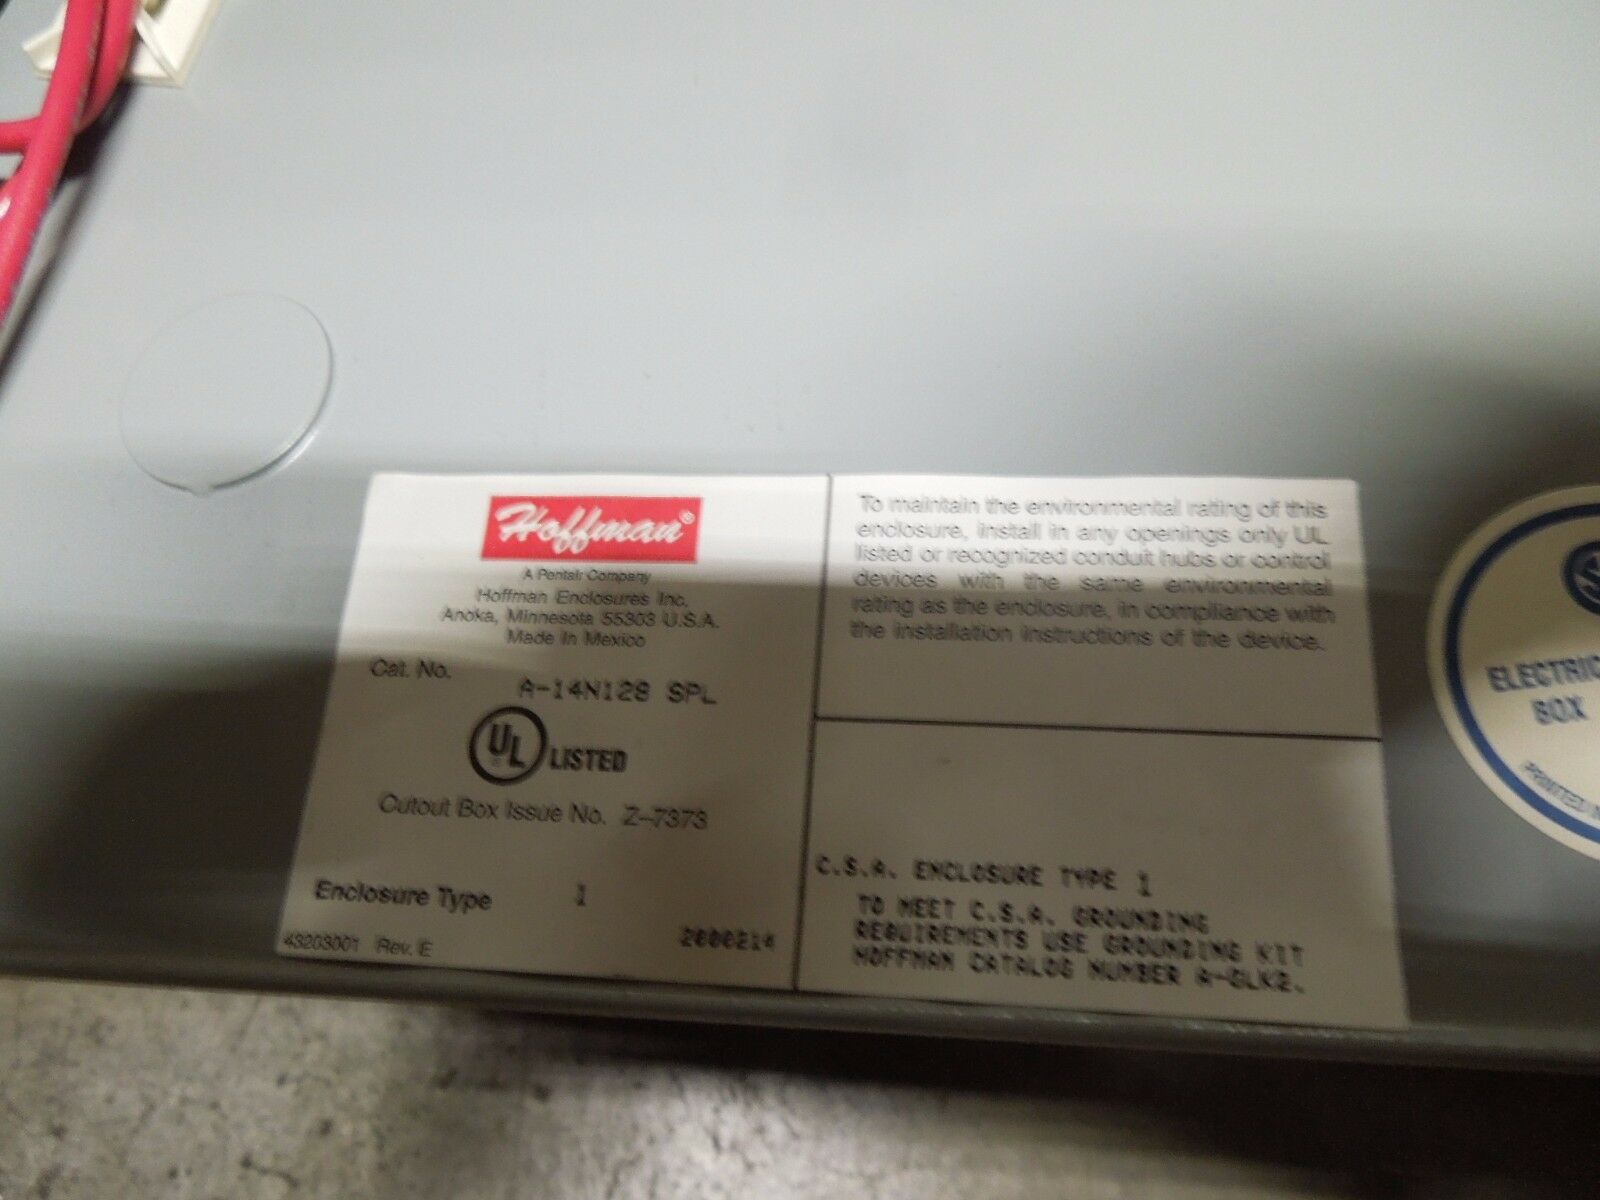 Hoffman®
A Pentair Company
Hoffman Enclosures Inc.
Anoka, Minnesota 55303 U.S.A.
Made In Mexico
Cat. No.
A-14N128 SPL
UL LISTED
Cutout Box Issue No. Z-7373
Enclosure Type 1
43203001 Rev. E
2000214
To maintain the environmental rating of this
enclosure, install in any openings only UL
listed or recognized conduit hubs or control
devices with the same environmental
rating as the enclosure, in compliance with
the installation instructions of the device.
C.S.A. ENCLOSURE TYPE 1
TO MEET C.S.A. GROUNDING
REQUIREMENTS USE GROUNDING KIT
HOFFMAN CATALOG NUMBER A-GLK2.
ELECTRIC
BOX
PRINTED